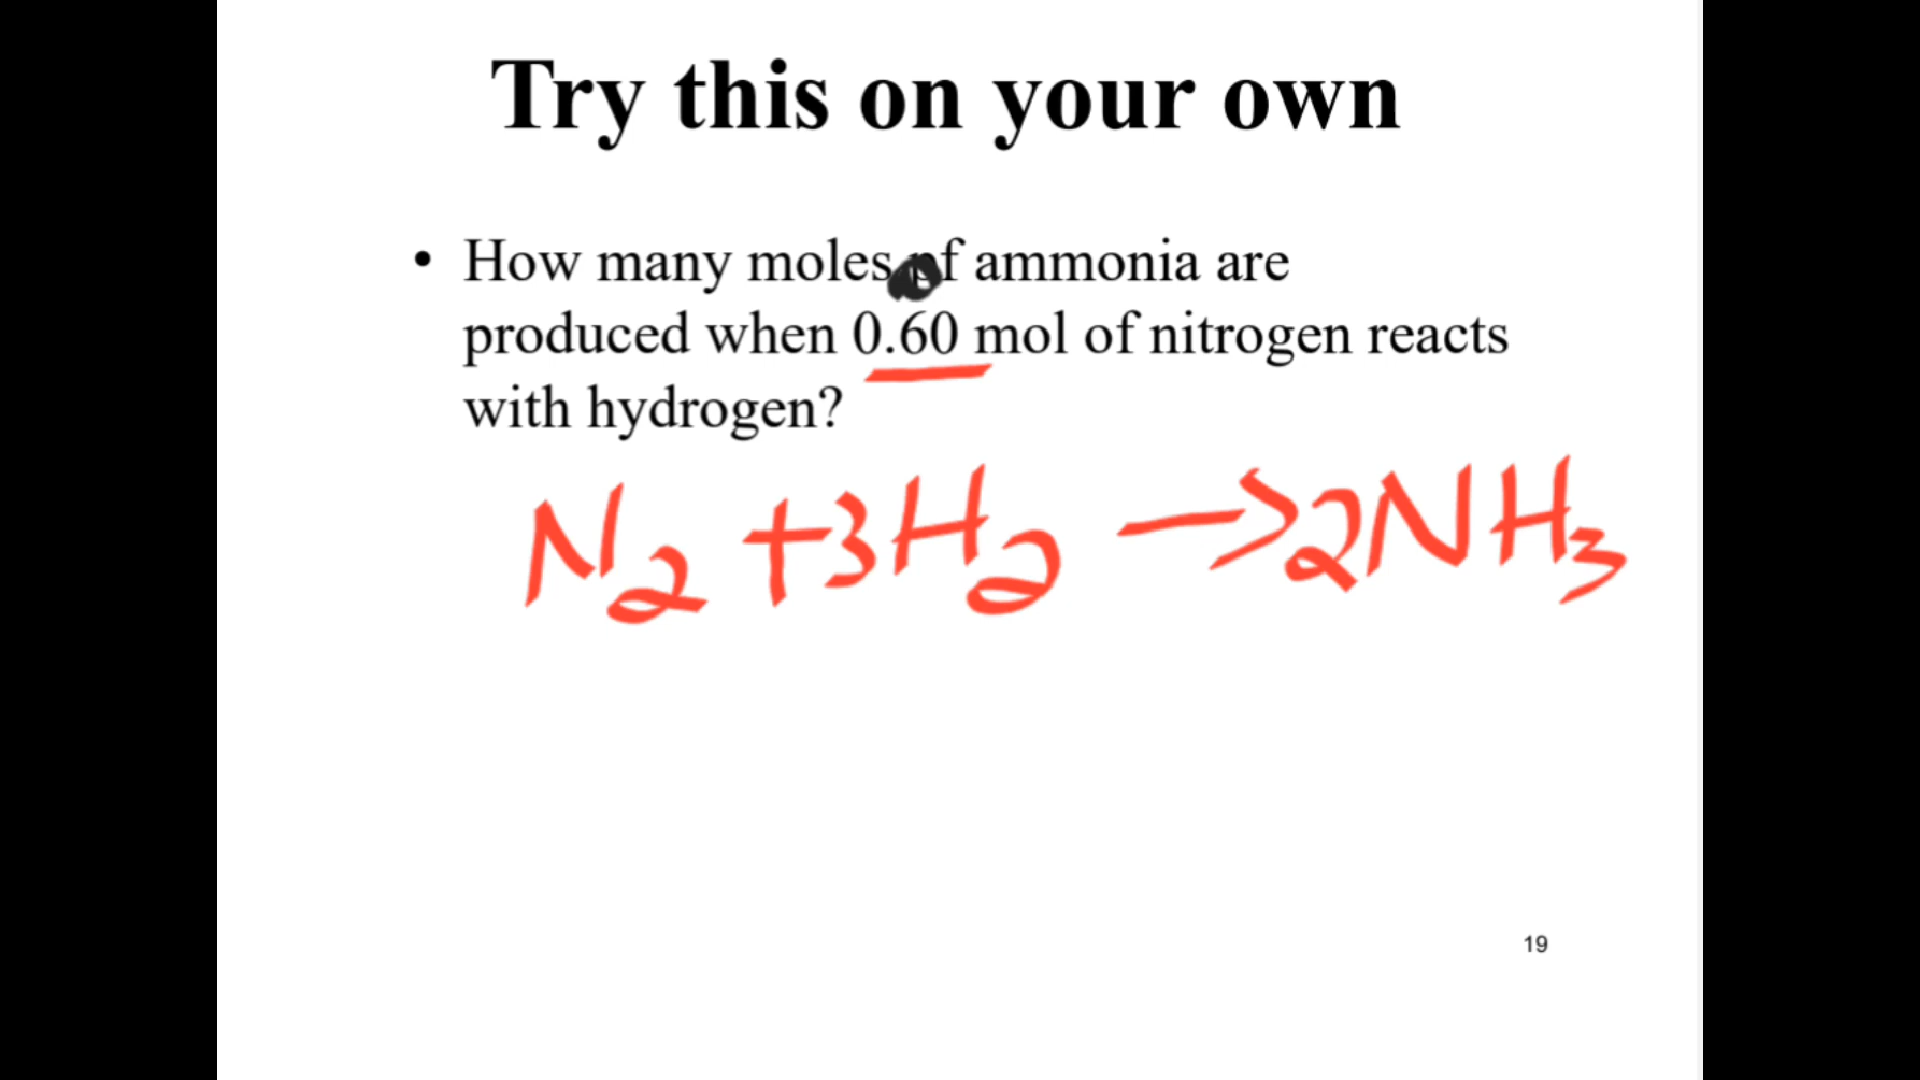 Try this on your own
• How many moles of ammonia are
produced when 0.60 mol of nitrogen reacts
with hydrogen?
N₂ +3H₂ →2NH₃
19